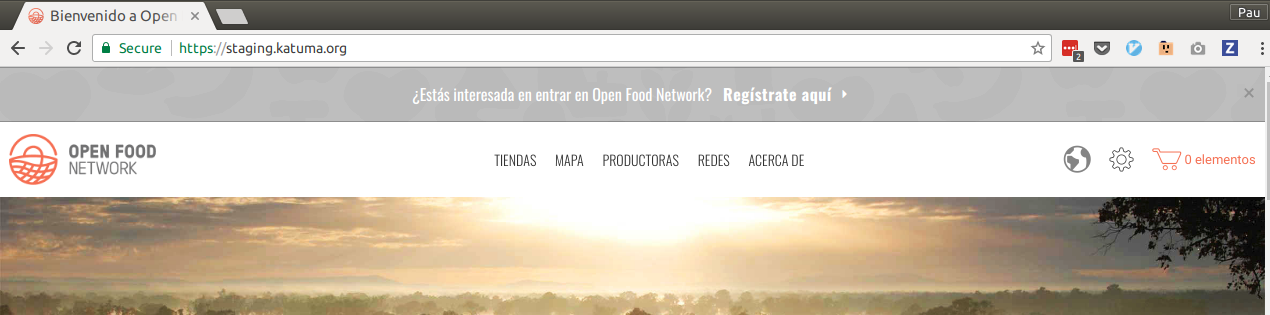 Bienvenido a Open
Pau
Secure https://staging.katuma.org
2
Z
¿Estás interesada en entrar en Open Food Network? Regístrate aquí
OPEN FOOD
NETWORK
TIENDAS MAPA PRODUCTORAS REDES ACERCA DE
0 elementos